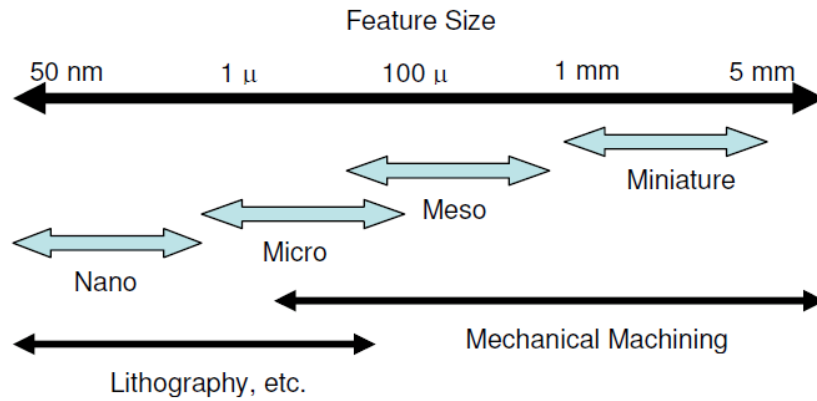 Feature Size
50 nm 1 μ 100 μ 1 mm 5 mm
Miniature
Meso
Micro
Nano
Mechanical Machining
Lithography, etc.